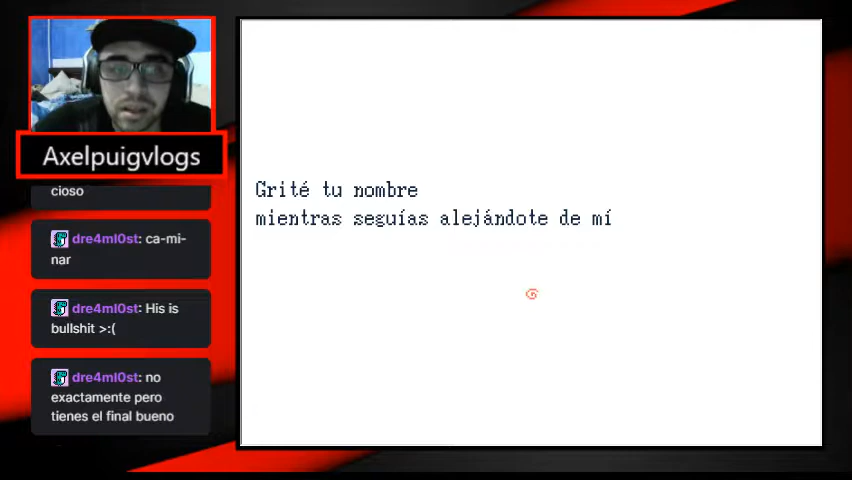 Axelpuigvlogs
cioso
dre4ml0st: ca-mi-
nar
dre4ml0st: His is
bullshit >:(
dre4ml0st: no
exactamente pero
tienes el final bueno
Grité tu nombre
mientras seguías alejándote de mí